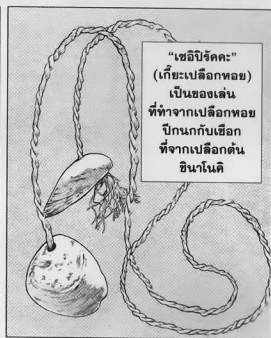 “เซอิปิรัคคะ”
(เกี๊ยะเปลือกหอย)
เป็นของเล่น
ที่ทำจากเปลือกหอย
ปีกนกกับเชือก
ที่จากเปลือกต้น
ชินาโนคิ